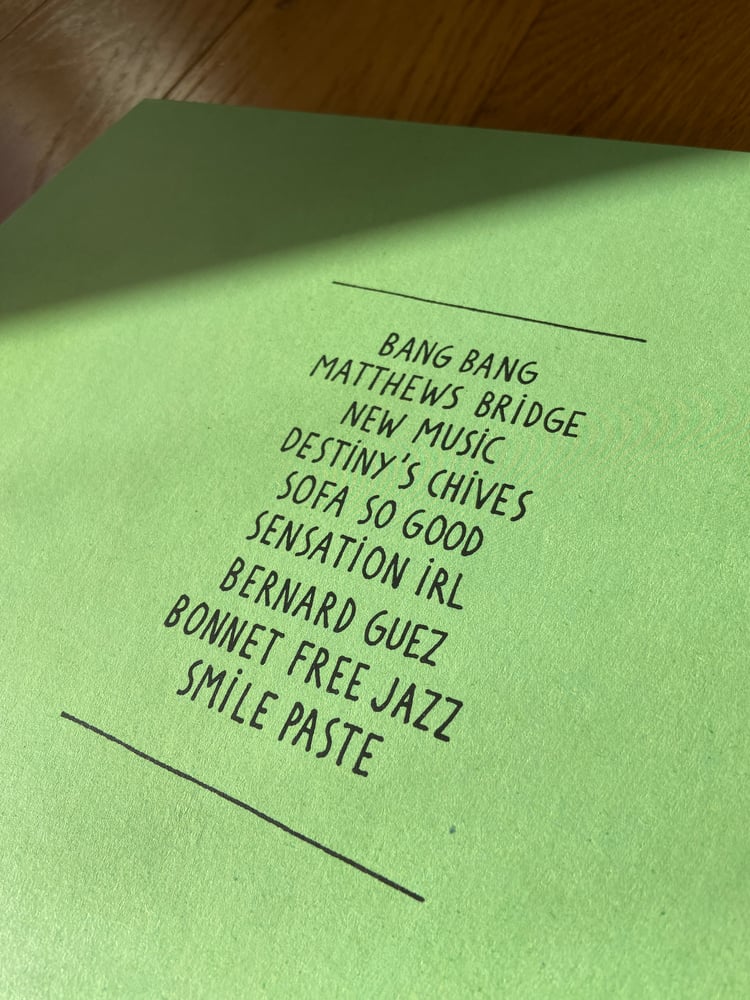 BANG BANG
MATTHEWS BRIDGE
NEW MUSIC
DESTINY'S CHIVES
SOFA SO GOOD
SENSATION IRL
BERNARD GUEZ
BONNET FREE JAZZ
SMILE PASTE